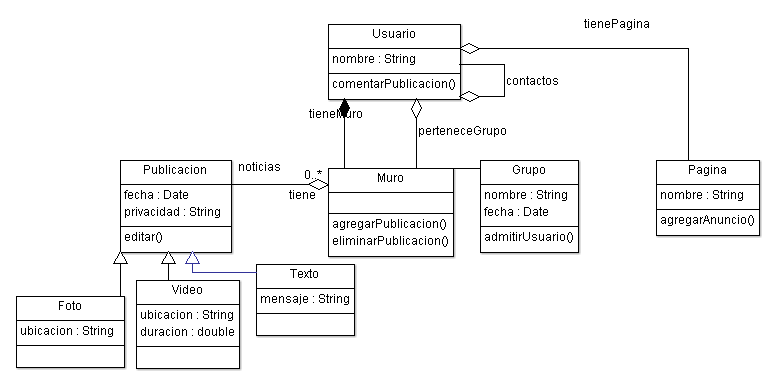 tienePagina
Usuario
nombre : String
comentarPublicacion()
contactos
tieneMuro
perteneceGrupo
Publicacion
fecha : Date
privacidad : String
editar()
noticias
0..*
tiene
Muro
agregarPublicacion()
eliminarPublicacion()
Grupo
nombre : String
fecha : Date
admitirUsuario()
Pagina
nombre : String
agregarAnuncio()
Foto
ubicacion : String
Video
ubicacion : String
duracion : double
Texto
mensaje : String